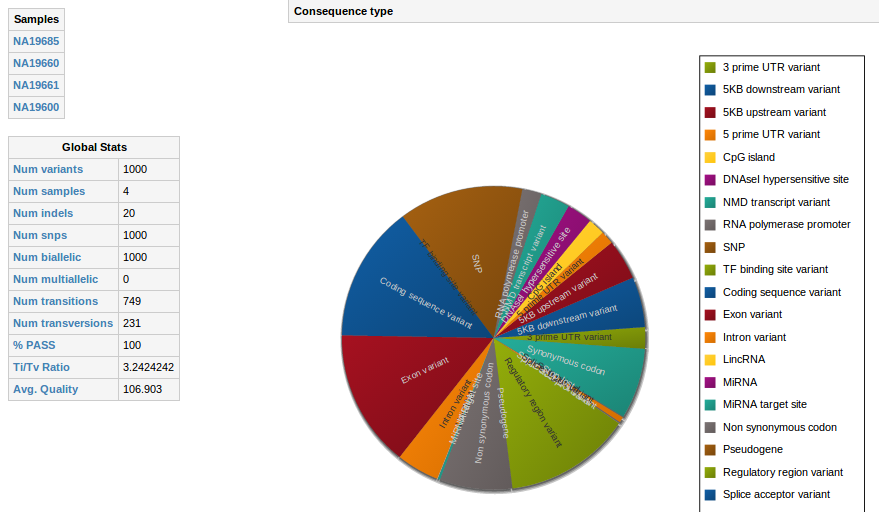 Samples
NA19685
NA19660
NA19661
NA19600
Global Stats
Num variants 1000
Num samples 4
Num indels 20
Num snps 1000
Num biallelic 1000
Num multiallelic 0
Num transitions 749
Num transversions 231
% PASS 100
Ti/Tv Ratio 3.2424242
Avg. Quality 106.903
Consequence type
SNP
RNA polymerase promoter
NMD transcript variant
DNAseI hypersensitive site
CpG island
5 prime UTR variant
5KB upstream variant
5KB downstream variant
3 prime UTR variant
Synonymous codon
Regulatory region variant
Pseudogene
Non synonymous codon
Intron variant
Exon variant
Coding sequence variant
TF binding site variant
3 prime UTR variant
5KB downstream variant
5KB upstream variant
5 prime UTR variant
CpG island
DNAseI hypersensitive site
NMD transcript variant
RNA polymerase promoter
SNP
TF binding site variant
Coding sequence variant
Exon variant
Intron variant
LincRNA
MiRNA
MiRNA target site
Non synonymous codon
Pseudogene
Regulatory region variant
Splice acceptor variant